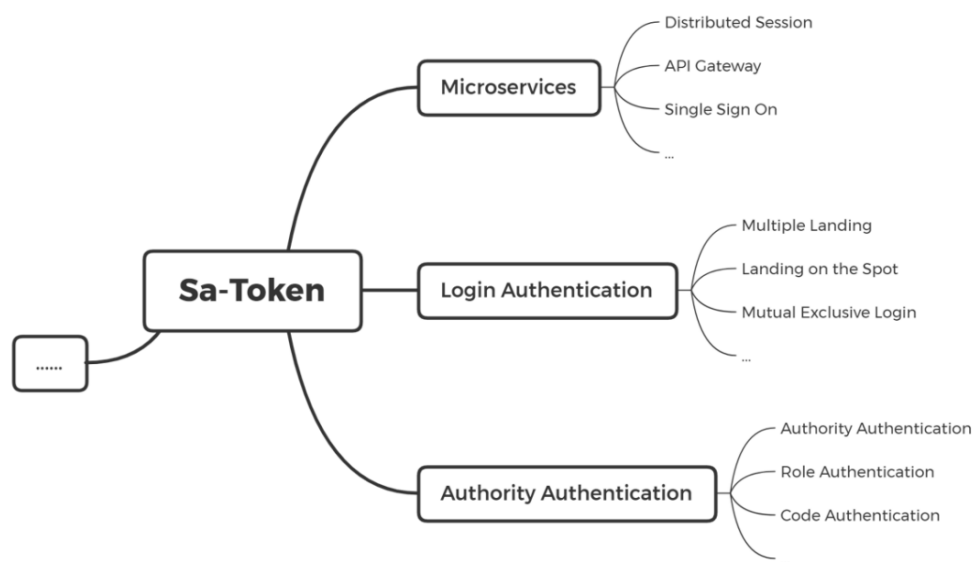 Distributed Session
API Gateway
Microservices
Single Sign On
...
Multiple Landing
Landing on the Spot
Sa-Token
Login Authentication
Mutual Exclusive Login
...
......
Authority Authentication
Role Authentication
Authority Authentication
Code Authentication